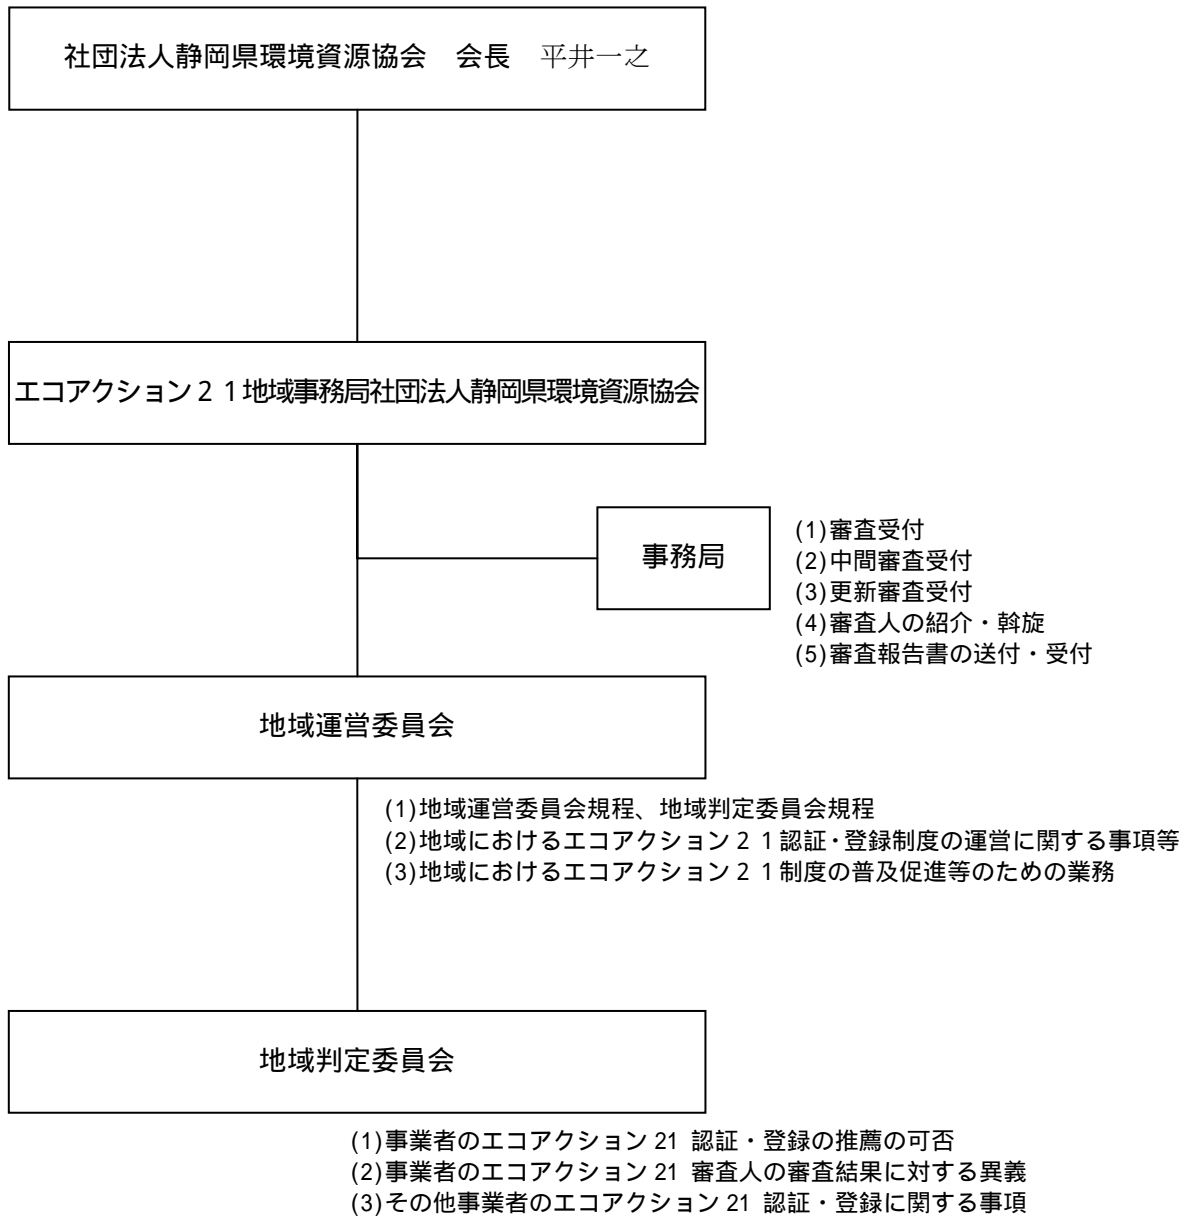 社団法人静岡県環境資源協会　会長　平井一之
エコアクション２１地域事務局社団法人静岡県環境資源協会
事務局
(1)審査受付
(2)中間審査受付
(3)更新審査受付
(4)審査人の紹介・斡旋
(5)審査報告書の送付・受付
地域運営委員会
(1)地域運営委員会規程、地域判定委員会規程
(2)地域におけるエコアクション２１認証・登録制度の運営に関する事項等
(3)地域におけるエコアクション２１制度の普及促進等のための業務
地域判定委員会
(1)事業者のエコアクション 21 認証・登録の推薦の可否
(2)事業者のエコアクション 21 審査人の審査結果に対する異義
(3)その他事業者のエコアクション 21 認証・登録に関する事項